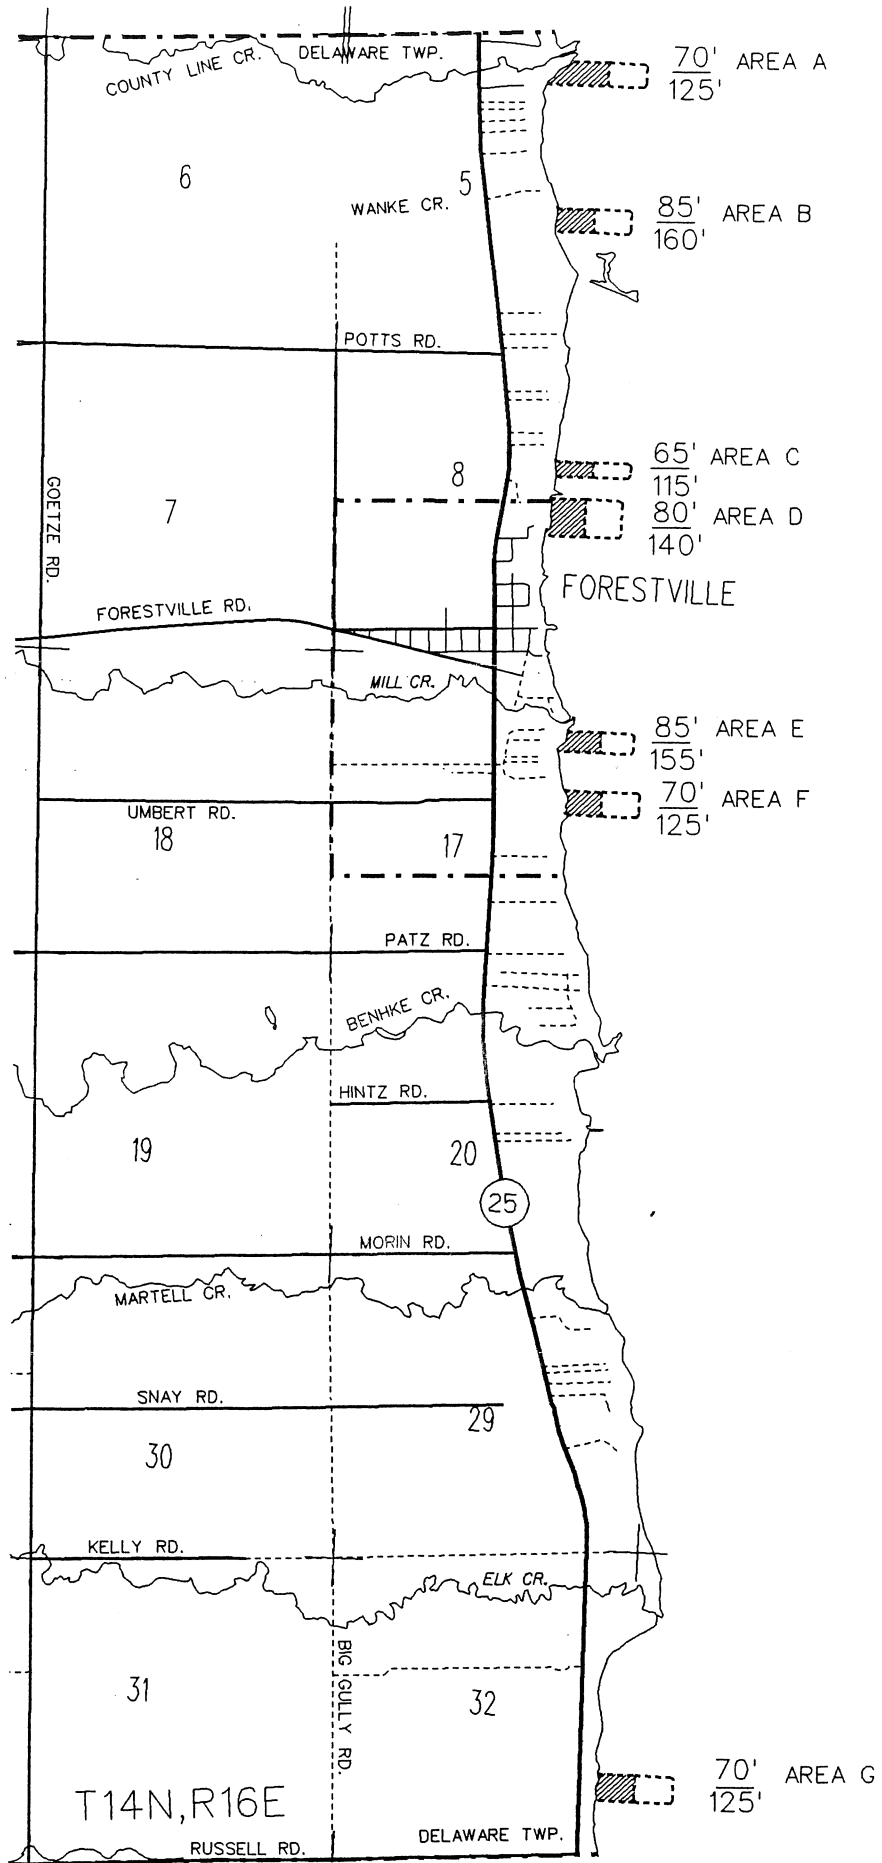 DELAWARE TWP.
COUNTY LINE CR.
70' AREA A
125'
6
5
WANKE CR.
85' AREA B
160'
POTTS RD.
65' AREA C
115'
8
7
GOETZE RD.
80' AREA D
140'
FORESTVILLE
FORESTVILLE RD.
MILL CR.
85' AREA E
155'
70' AREA F
125'
UMBERT RD.
18
17
PATZ RD.
BENHKE CR.
HINTZ RD.
19
20
25
MORIN RD.
MARTELL CR.
SNAY RD.
29
30
KELLY RD.
ELK CR.
BIG GULLY RD.
31
32
70' AREA G
125'
T14N,R16E
DELAWARE TWP.
RUSSELL RD.